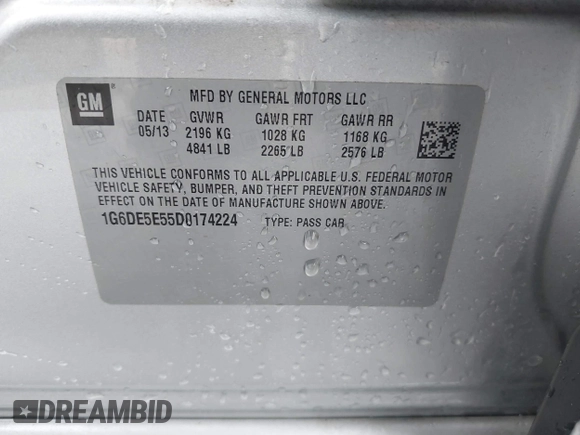 GM
MFD BY GENERAL MOTORS LLC
DATE GVWR GAWR FRT GAWR RR
05/13 2196 KG 1028 KG 1168 KG
4841 LB 2265 LB 2576 LB
THIS VEHICLE CONFORMS TO ALL APPLICABLE U.S. FEDERAL MOTOR
VEHICLE SAFETY, BUMPER, AND THEFT PREVENTION STANDARDS IN
EFFECT ON THE DATE OF MANUFACTURE SHOWN ABOVE.
1G6DE5E55D0174224 TYPE: PASS CAR
DREAMBID